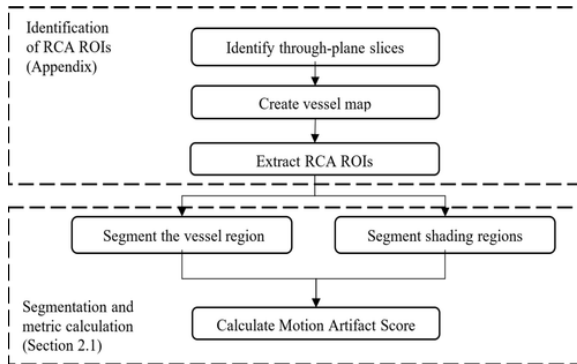 Identification
of RCA ROIs
(Appendix)
Identify through-plane slices
Create vessel map
Extract RCA ROIs
Segment the vessel region
Segment shading regions
Segmentation and
metric calculation
(Section 2.1)
Calculate Motion Artifact Score